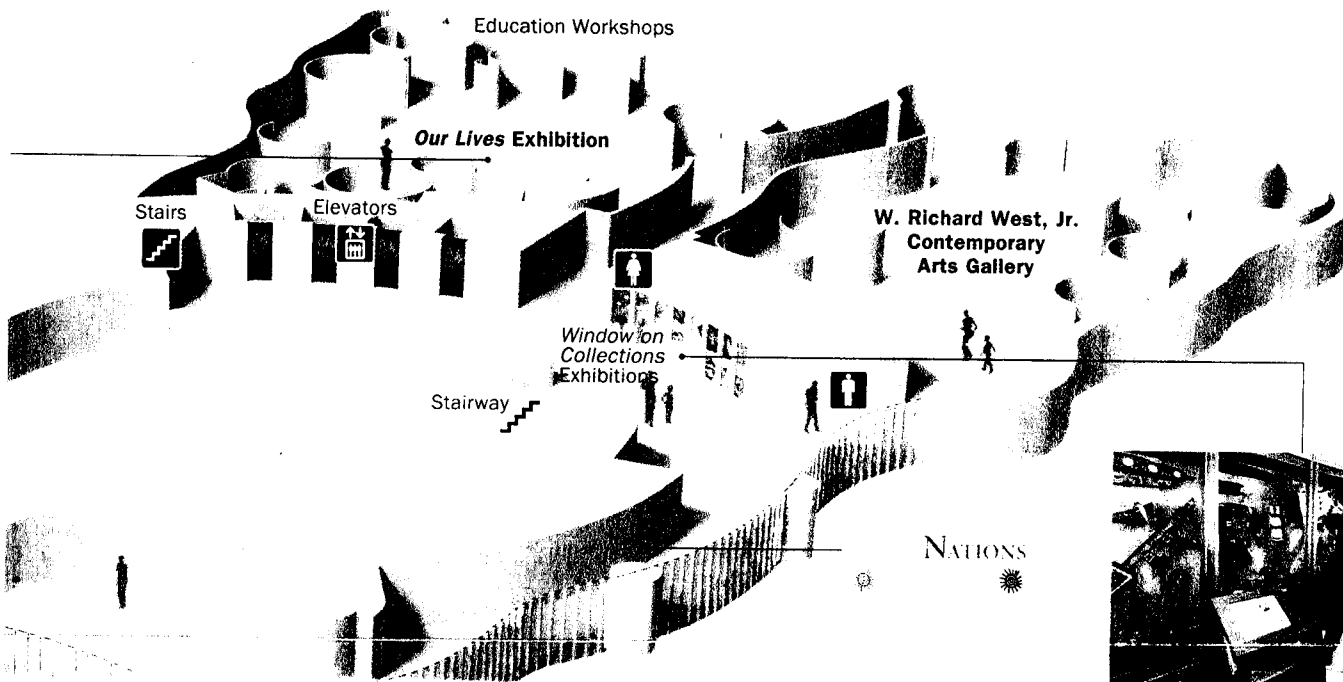 Education Workshops
Our Lives Exhibition
Stairs
Elevators
W. Richard West, Jr.
Contemporary
Arts Gallery
Window on
Collections
Exhibitions
Stairway
NATIONS